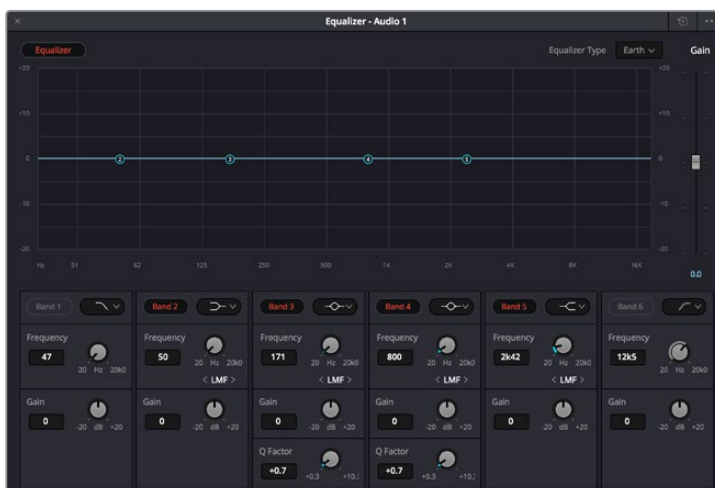 Equalizer - Audio 1
Equalizer
Equalizer Type Earth Gain
+20 +20
+10 +10
0 2 3 4 5 0
-10 -10
-20 -20
Hz 31 62 125 250 500 1K 2K 4K 8K 16K
0.0
Band 1 Band 2 Band 3 Band 4 Band 5 Band 6
Frequency Frequency Frequency Frequency Frequency Frequency
47 50 171 800 2k42 12k5
20 Hz 20k0 20 Hz 20k0 20 Hz 20k0 20 Hz 20k0 20 Hz 20k0 20 Hz 20k0
< LMF > < LMF > < LMF > < LMF >
Gain Gain Gain Gain Gain Gain
0 0 0 0 0 0
-20 dB +20 -20 dB +20 -20 dB +20 -20 dB +20 -20 dB +20 -20 dB +20
Q Factor Q Factor
+0.7 +0.7
+0.3 +10.3 +0.3 +10.3